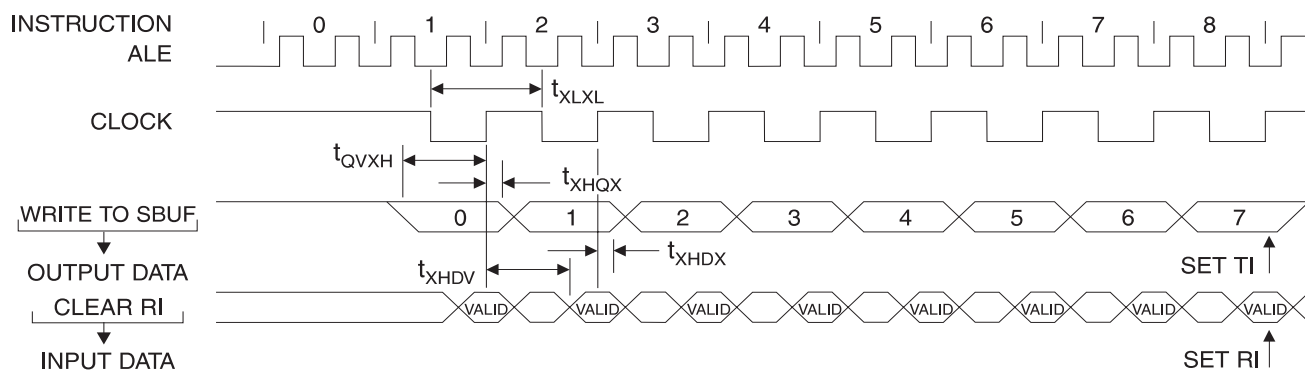 INSTRUCTION 0 1 2 3 4 5 6 7 8
ALE
tXLXL
CLOCK
tQVXH
tXHQX
WRITE TO SBUF 0 1 2 3 4 5 6 7
tXHDX
SET TI
OUTPUT DATA
tXHDV
CLEAR RI VALID VALID VALID VALID VALID VALID VALID VALID
INPUT DATA
SET RI